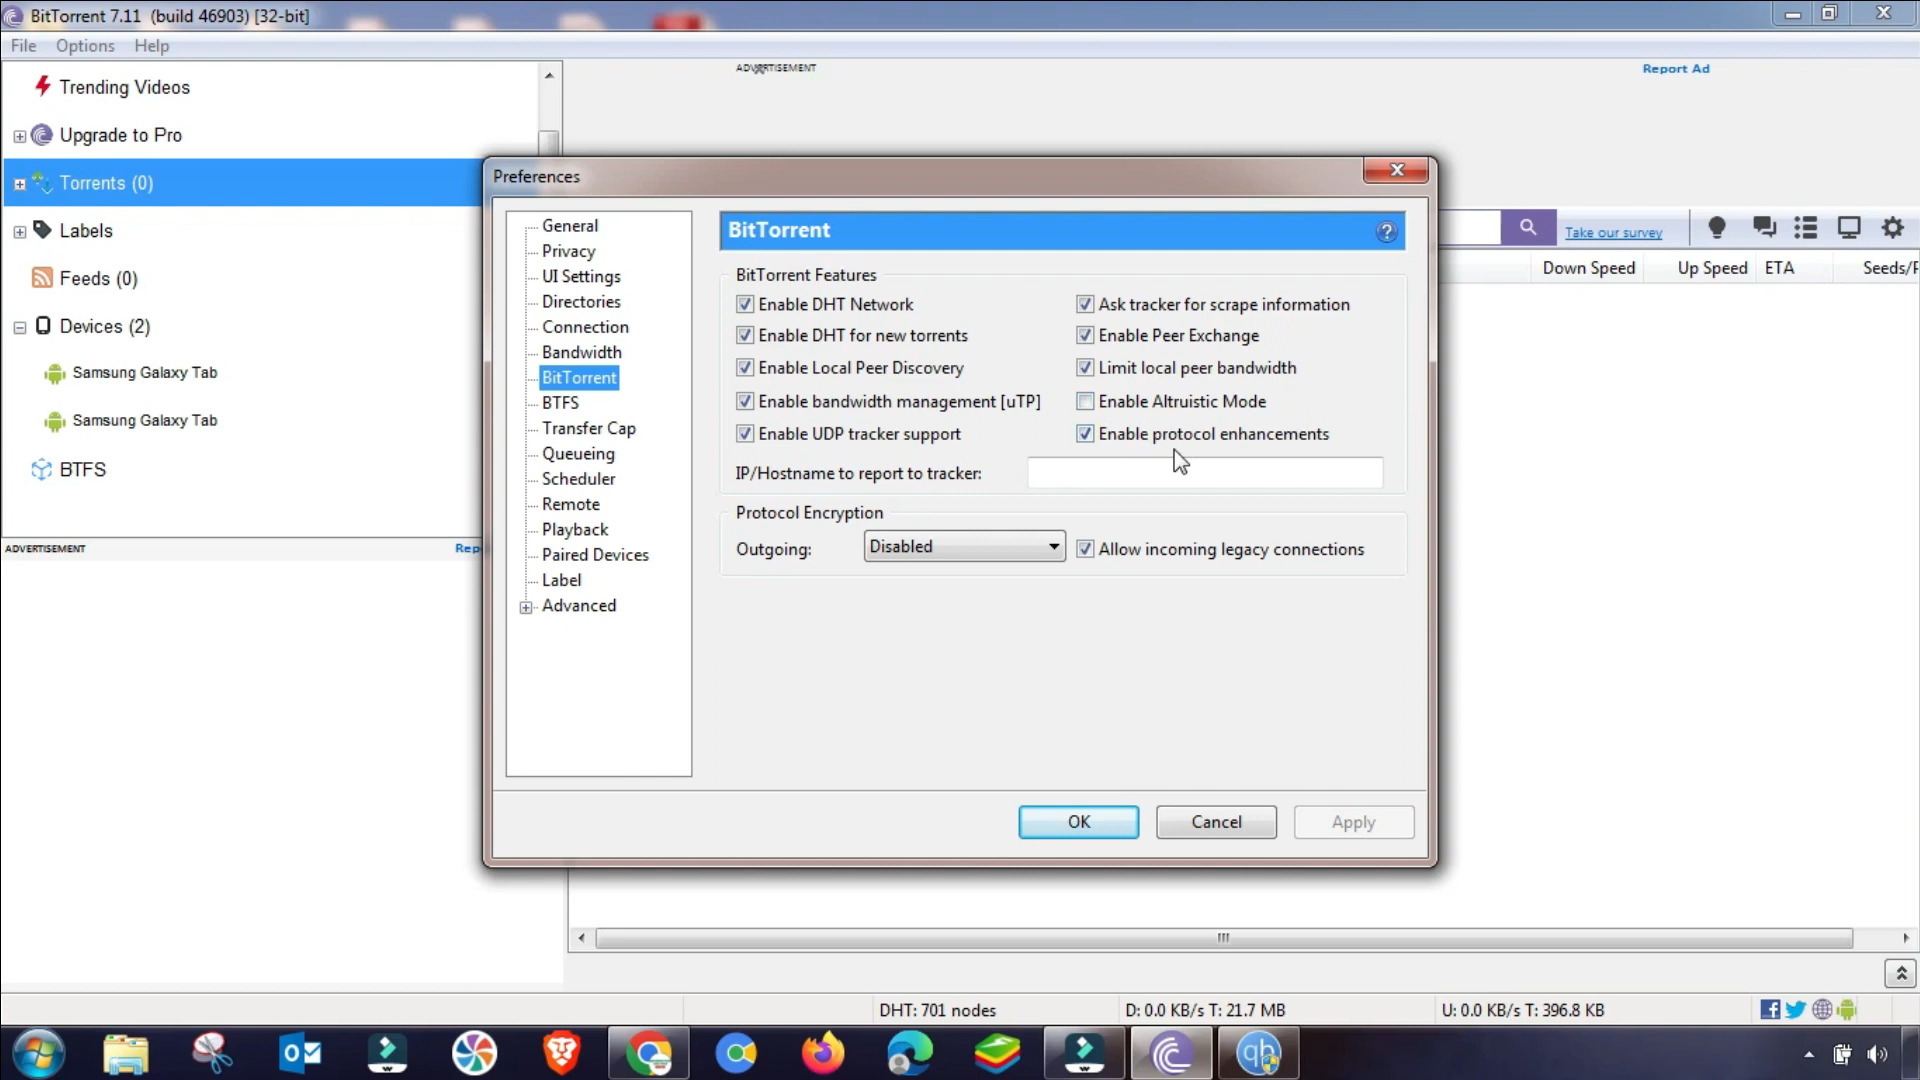 BitTorrent 7.11 (build 46903) [32-bit]
File Options Help
Trending Videos
Upgrade to Pro
Torrents (0)
Labels
Feeds (0)
Devices (2)
Samsung Galaxy Tab
Samsung Galaxy Tab
BTFS
ADVERTISEMENT Rep
ADVERTISEMENT Report Ad
Take our survey
Down Speed Up Speed ETA Seeds/P
Preferences
General
Privacy
UI Settings
Directories
Connection
Bandwidth
BitTorrent
BTFS
Transfer Cap
Queueing
Scheduler
Remote
Playback
Paired Devices
Label
Advanced
BitTorrent
BitTorrent Features
Enable DHT Network Ask tracker for scrape information
Enable DHT for new torrents Enable Peer Exchange
Enable Local Peer Discovery Limit local peer bandwidth
Enable bandwidth management [uTP] Enable Altruistic Mode
Enable UDP tracker support Enable protocol enhancements
IP/Hostname to report to tracker:
Protocol Encryption
Outgoing: Disabled Allow incoming legacy connections
OK Cancel Apply
DHT: 701 nodes D: 0.0 KB/s T: 21.7 MB U: 0.0 KB/s T: 396.8 KB